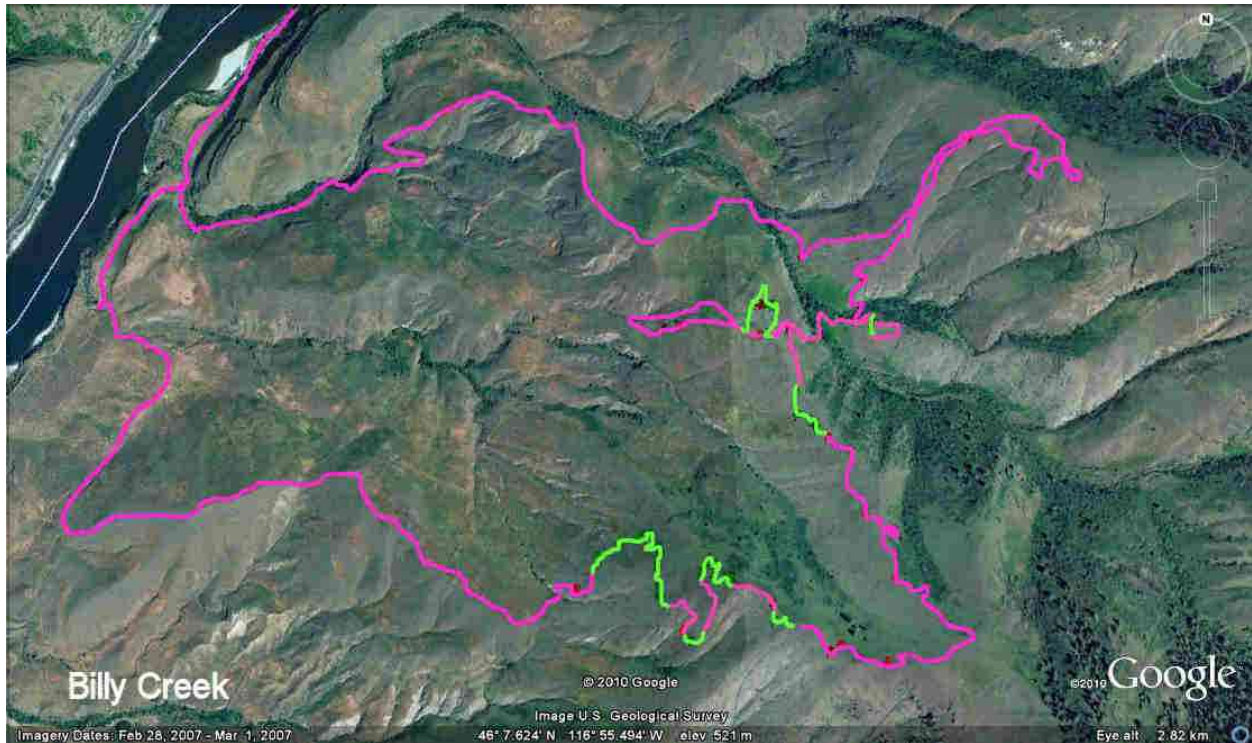 N
Billy Creek
© 2010 Google
©2010 Google
Image U.S. Geological Survey
Imagery Dates: Feb 28, 2007 - Mar 1, 2007
46° 7.624' N 116° 55.494' W elev 521 m
Eye alt 2.82 km